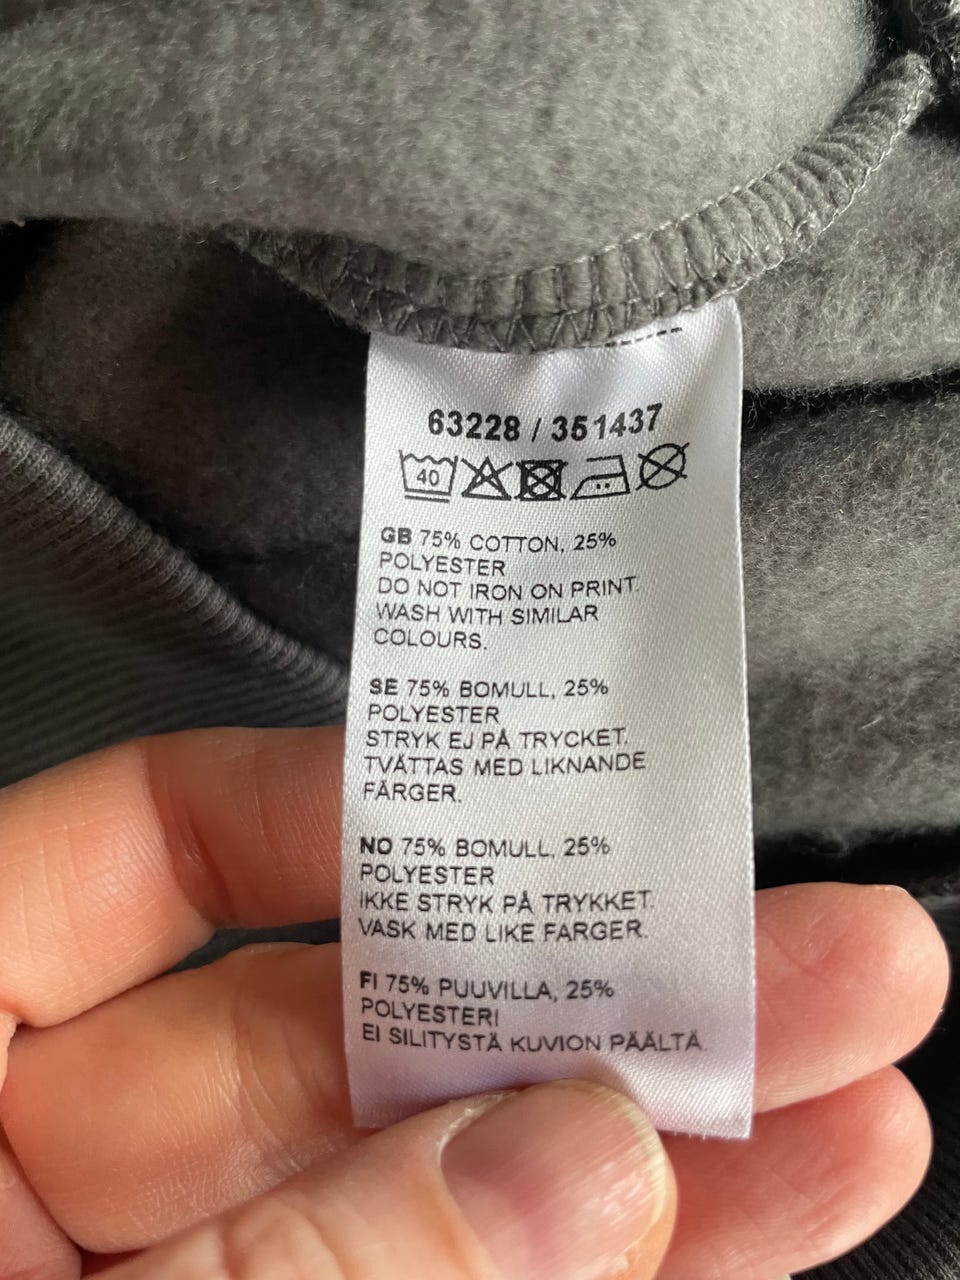 63228 / 351437
40
GB 75% COTTON, 25%
POLYESTER
DO NOT IRON ON PRINT.
WASH WITH SIMILAR
COLOURS.
SE 75% BOMULL, 25%
POLYESTER
STRYK EJ PÅ TRYCKET.
TVÄTTAS MED LIKNANDE
FÄRGER.
NO 75% BOMULL, 25%
POLYESTER
IKKE STRYK PÅ TRYKKET.
VASK MED LIKE FARGER.
FI 75% PUUVILLA, 25%
POLYESTERI
EI SILITYSTÄ KUVION PÄÄLTÄ.